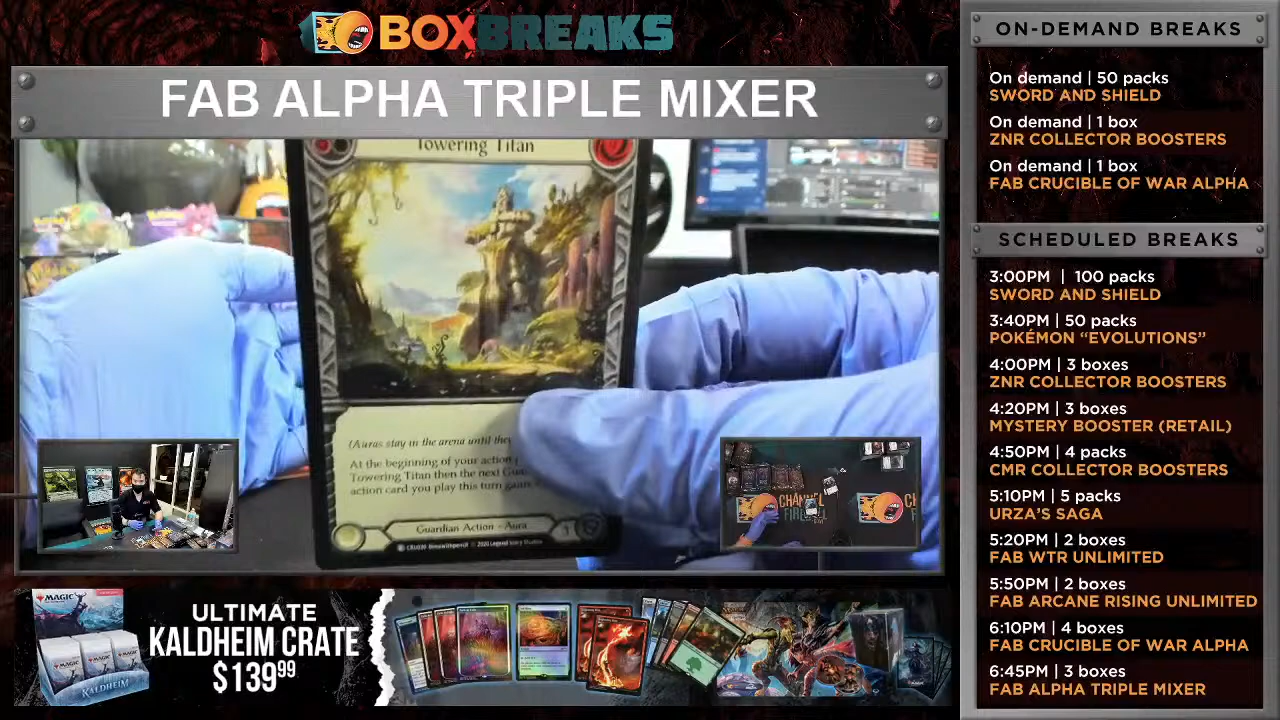 BOXBREAKS
FAB ALPHA TRIPLE MIXER
Towering Titan
(Auras stay in the arena until the
At the beginning of your action
Towering Titan then the next Gua
action card you play this turn gains
Guardian Action - Aura
CHANNEL
FIREBALL
MAGIC
KALDHEIM
ULTIMATE
KALDHEIM CRATE
$139.99
ON-DEMAND BREAKS
On demand | 50 packs
SWORD AND SHIELD
On demand | 1 box
ZNR COLLECTOR BOOSTERS
On demand | 1 box
FAB CRUCIBLE OF WAR ALPHA
SCHEDULED BREAKS
3:00PM | 100 packs
SWORD AND SHIELD
3:40PM | 50 packs
POKÉMON “EVOLUTIONS”
4:00PM | 3 boxes
ZNR COLLECTOR BOOSTERS
4:20PM | 3 boxes
MYSTERY BOOSTER (RETAIL)
4:50PM | 4 packs
CMR COLLECTOR BOOSTERS
5:10PM | 5 packs
URZA’S SAGA
5:20PM | 2 boxes
FAB WTR UNLIMITED
5:50PM | 2 boxes
FAB ARCANE RISING UNLIMITED
6:10PM | 4 boxes
FAB CRUCIBLE OF WAR ALPHA
6:45PM | 3 boxes
FAB ALPHA TRIPLE MIXER